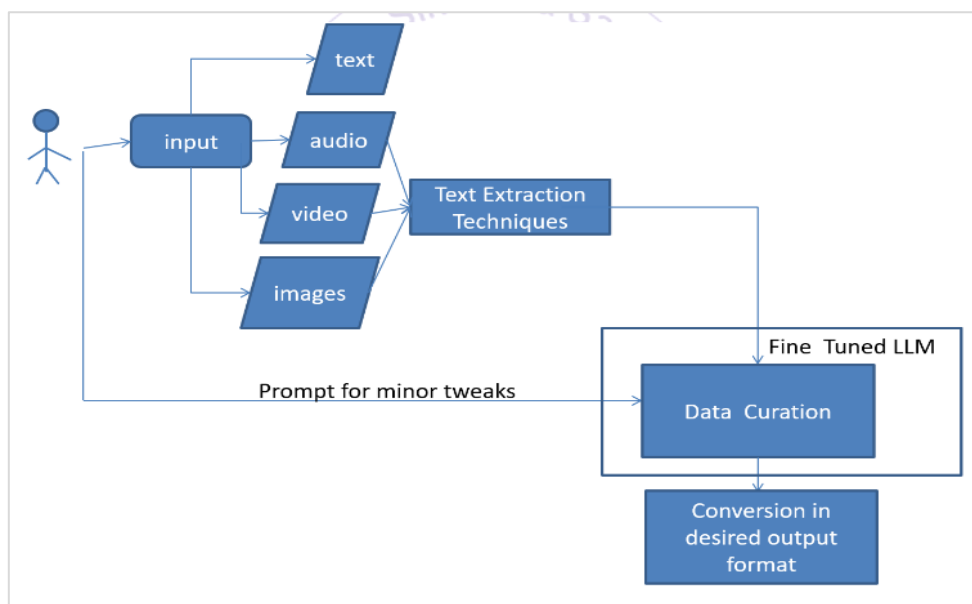 text
input
audio
Text Extraction
Techniques
video
images
Fine  Tuned LLM
Prompt for minor tweaks
Data  Curation
Conversion in
desired output
format